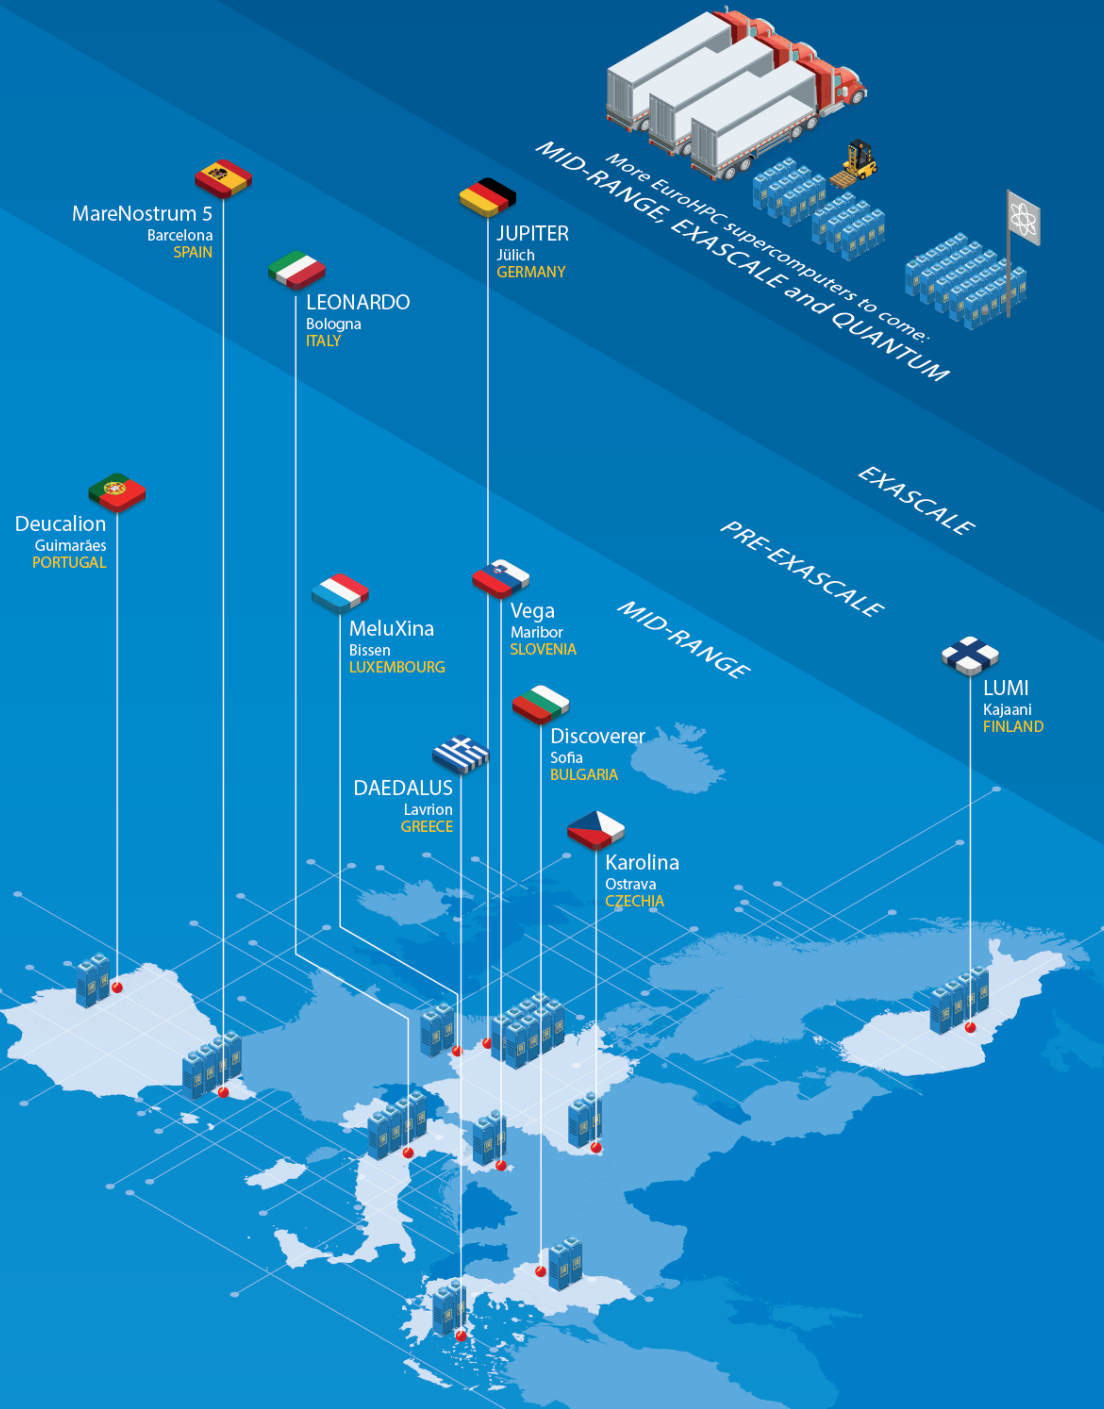 More EuroHPC supercomputers to come:
MID-RANGE, EXASCALE and QUANTUM
MareNostrum 5
Barcelona
SPAIN
JUPITER
Jülich
GERMANY
LEONARDO
Bologna
ITALY
EXASCALE
PRE-EXASCALE
MID-RANGE
Deucalion
Guimarães
PORTUGAL
MeluXina
Bissen
LUXEMBOURG
Vega
Maribor
SLOVENIA
LUMI
Kajaani
FINLAND
Discoverer
Sofia
BULGARIA
DAEDALUS
Lavrion
GREECE
Karolina
Ostrava
CZECHIA